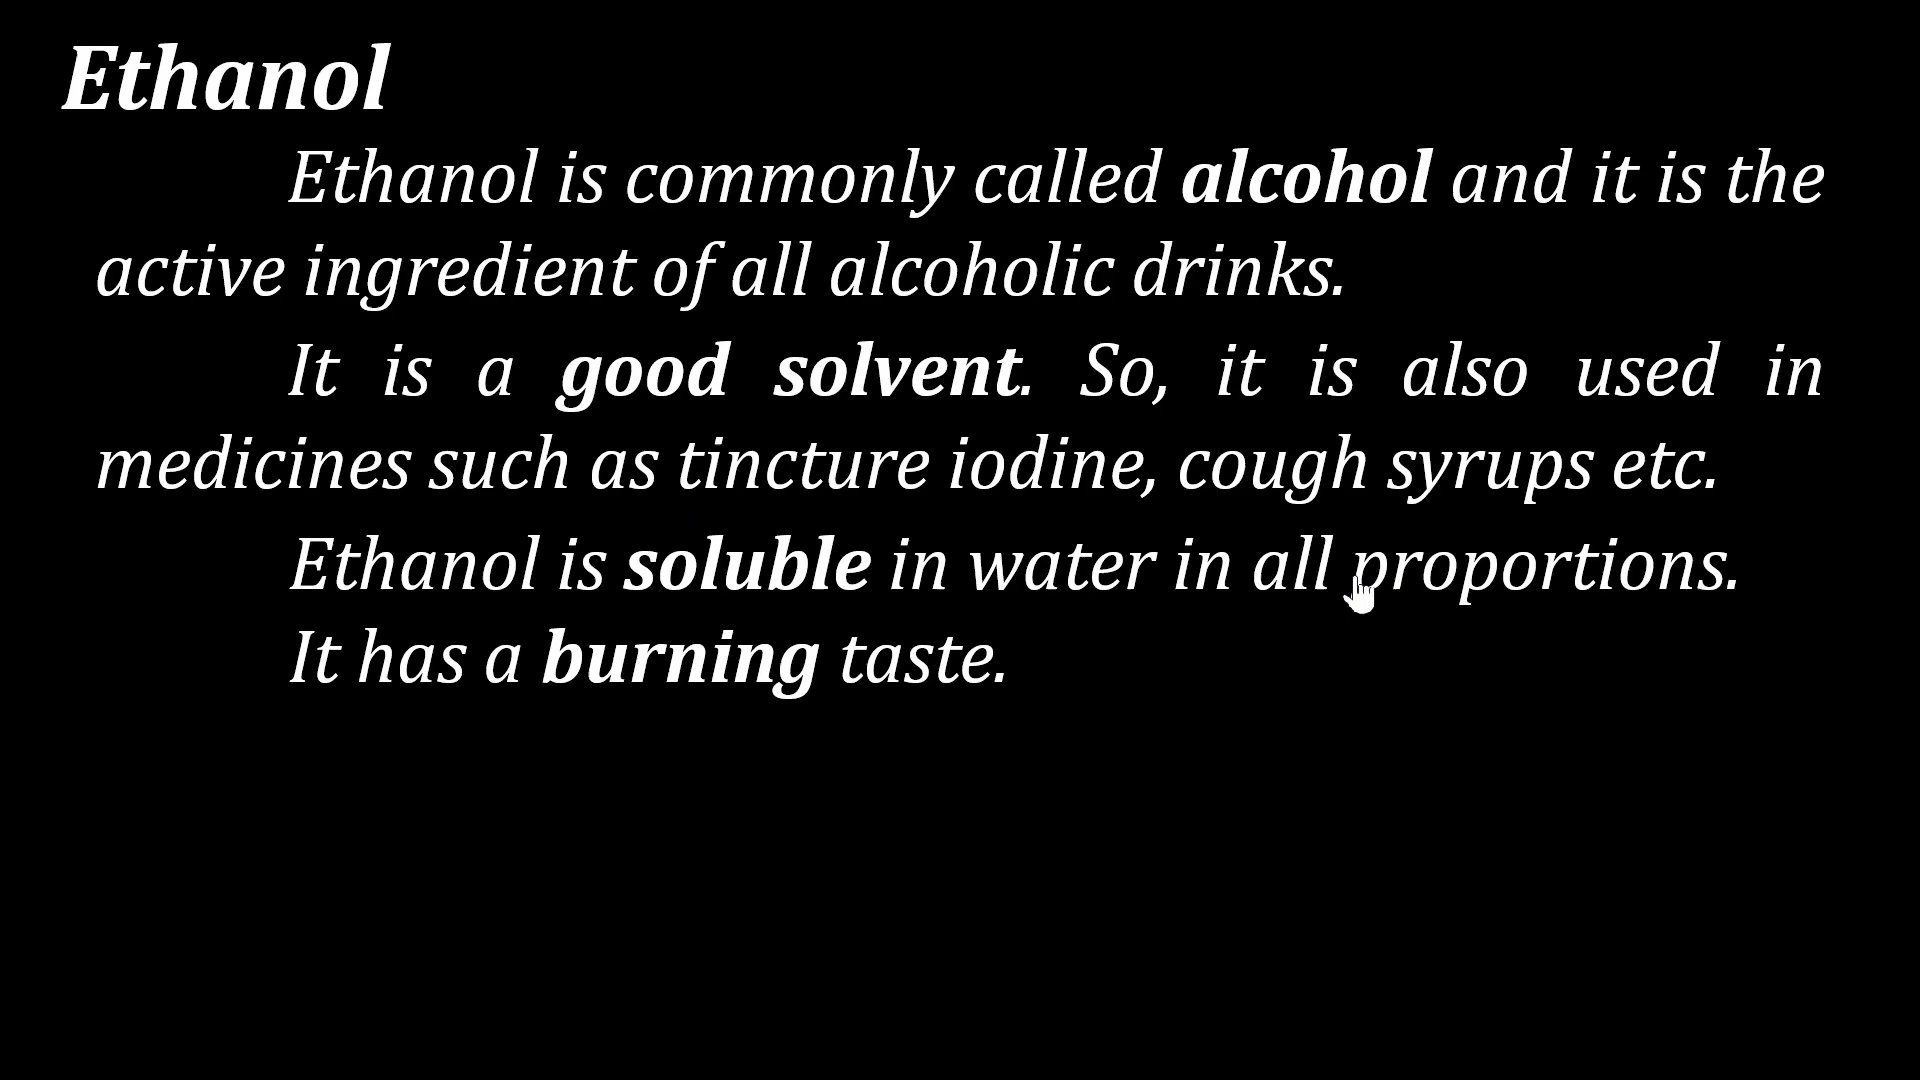 Ethanol
Ethanol is commonly called alcohol and it is the
active ingredient of all alcoholic drinks.
It is a good solvent. So, it is also used in
medicines such as tincture iodine, cough syrups etc.
Ethanol is soluble in water in all proportions.
It has a burning taste.